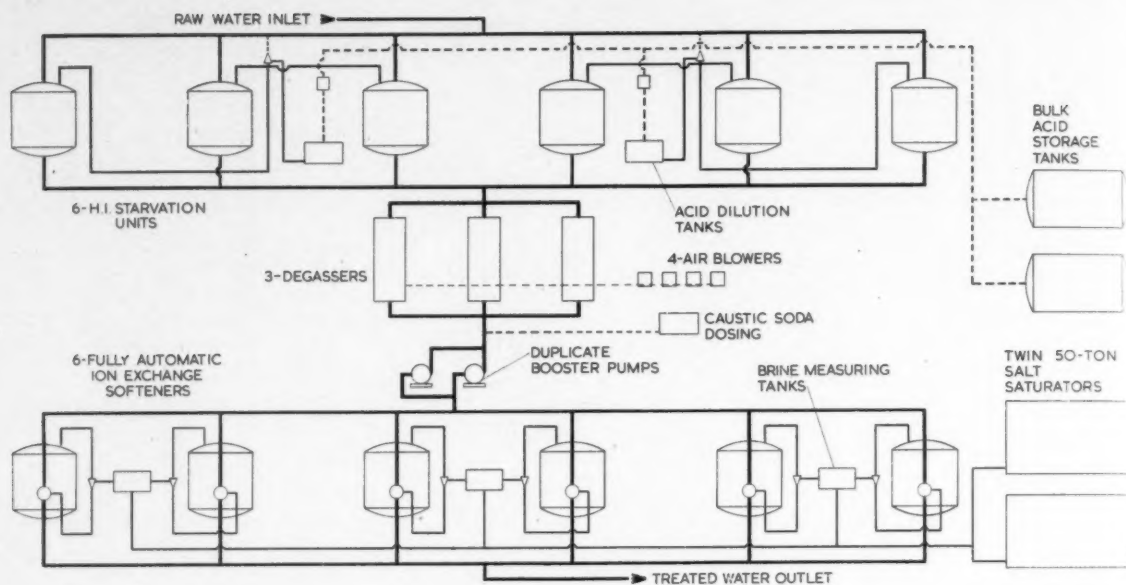 RAW WATER INLET
BULK
ACID
STORAGE
TANKS
6-H.I. STARVATION
UNITS
ACID DILUTION
TANKS
3-DEGASSERS
4-AIR BLOWERS
CAUSTIC SODA
DOSING
6-FULLY AUTOMATIC
ION EXCHANGE
SOFTENERS
DUPLICATE
BOOSTER PUMPS
BRINE MEASURING
TANKS
TWIN 50-TON
SALT
SATURATORS
TREATED WATER OUTLET